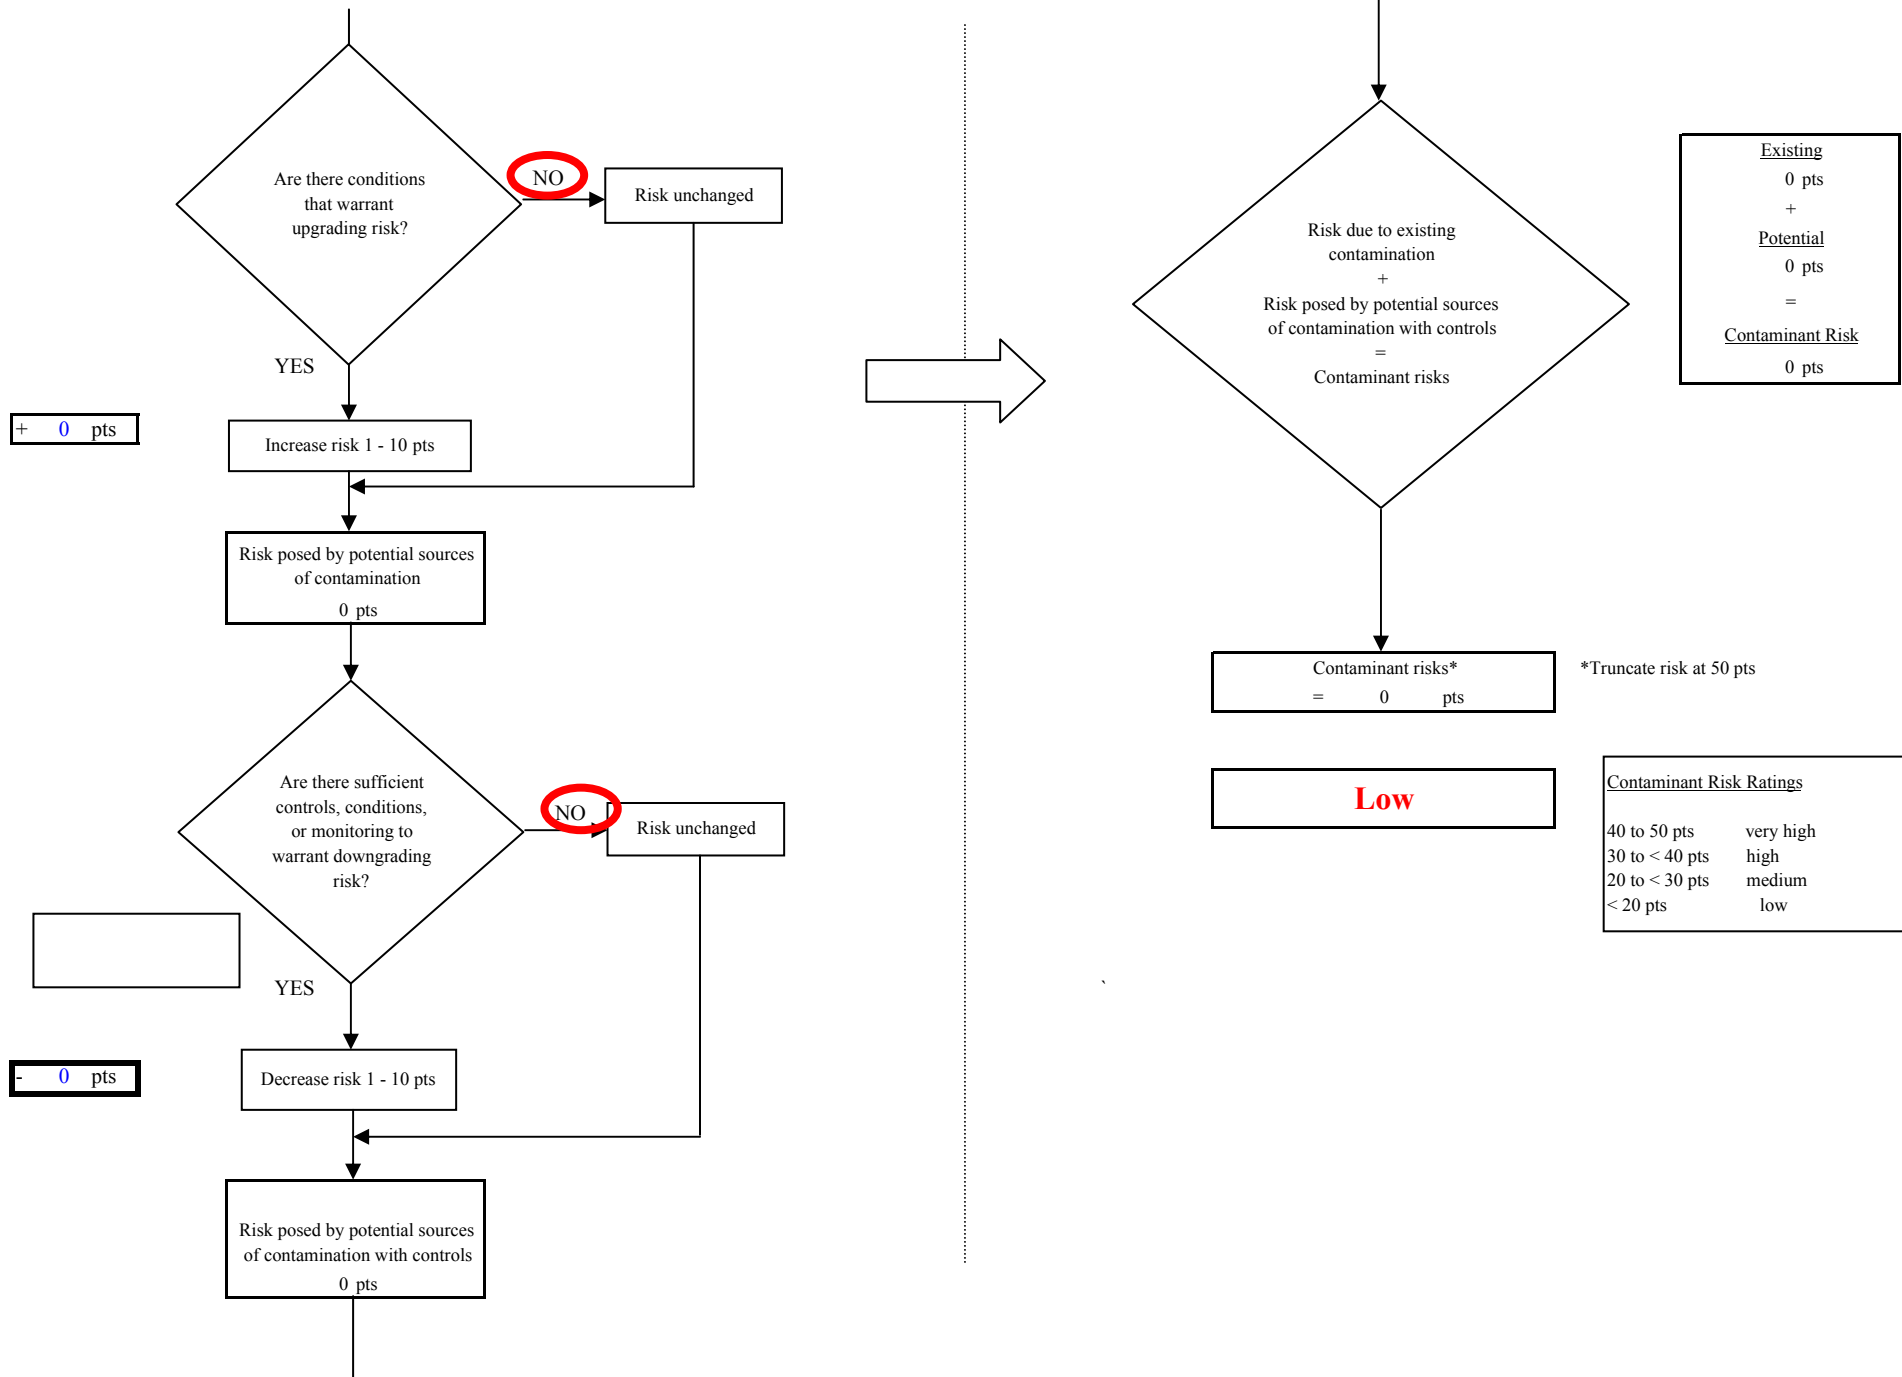 Are there conditions
that warrant
upgrading risk?
NO
Risk unchanged
YES
+ 0 pts
Increase risk 1 - 10 pts
Risk posed by potential sources
of contamination
0 pts
Are there sufficient
controls, conditions,
or monitoring to
warrant downgrading
risk?
NO
Risk unchanged
YES
- 0 pts
Decrease risk 1 - 10 pts
Risk posed by potential sources
of contamination with controls
0 pts
Risk due to existing
contamination
+
Risk posed by potential sources
of contamination with controls
=
Contaminant risks
Existing
0 pts
+
Potential
0 pts
=
Contaminant Risk
0 pts
Contaminant risks*
= 0 pts
*Truncate risk at 50 pts
Low
Contaminant Risk Ratings
40 to 50 pts very high
30 to < 40 pts high
20 to < 30 pts medium
< 20 pts low
`